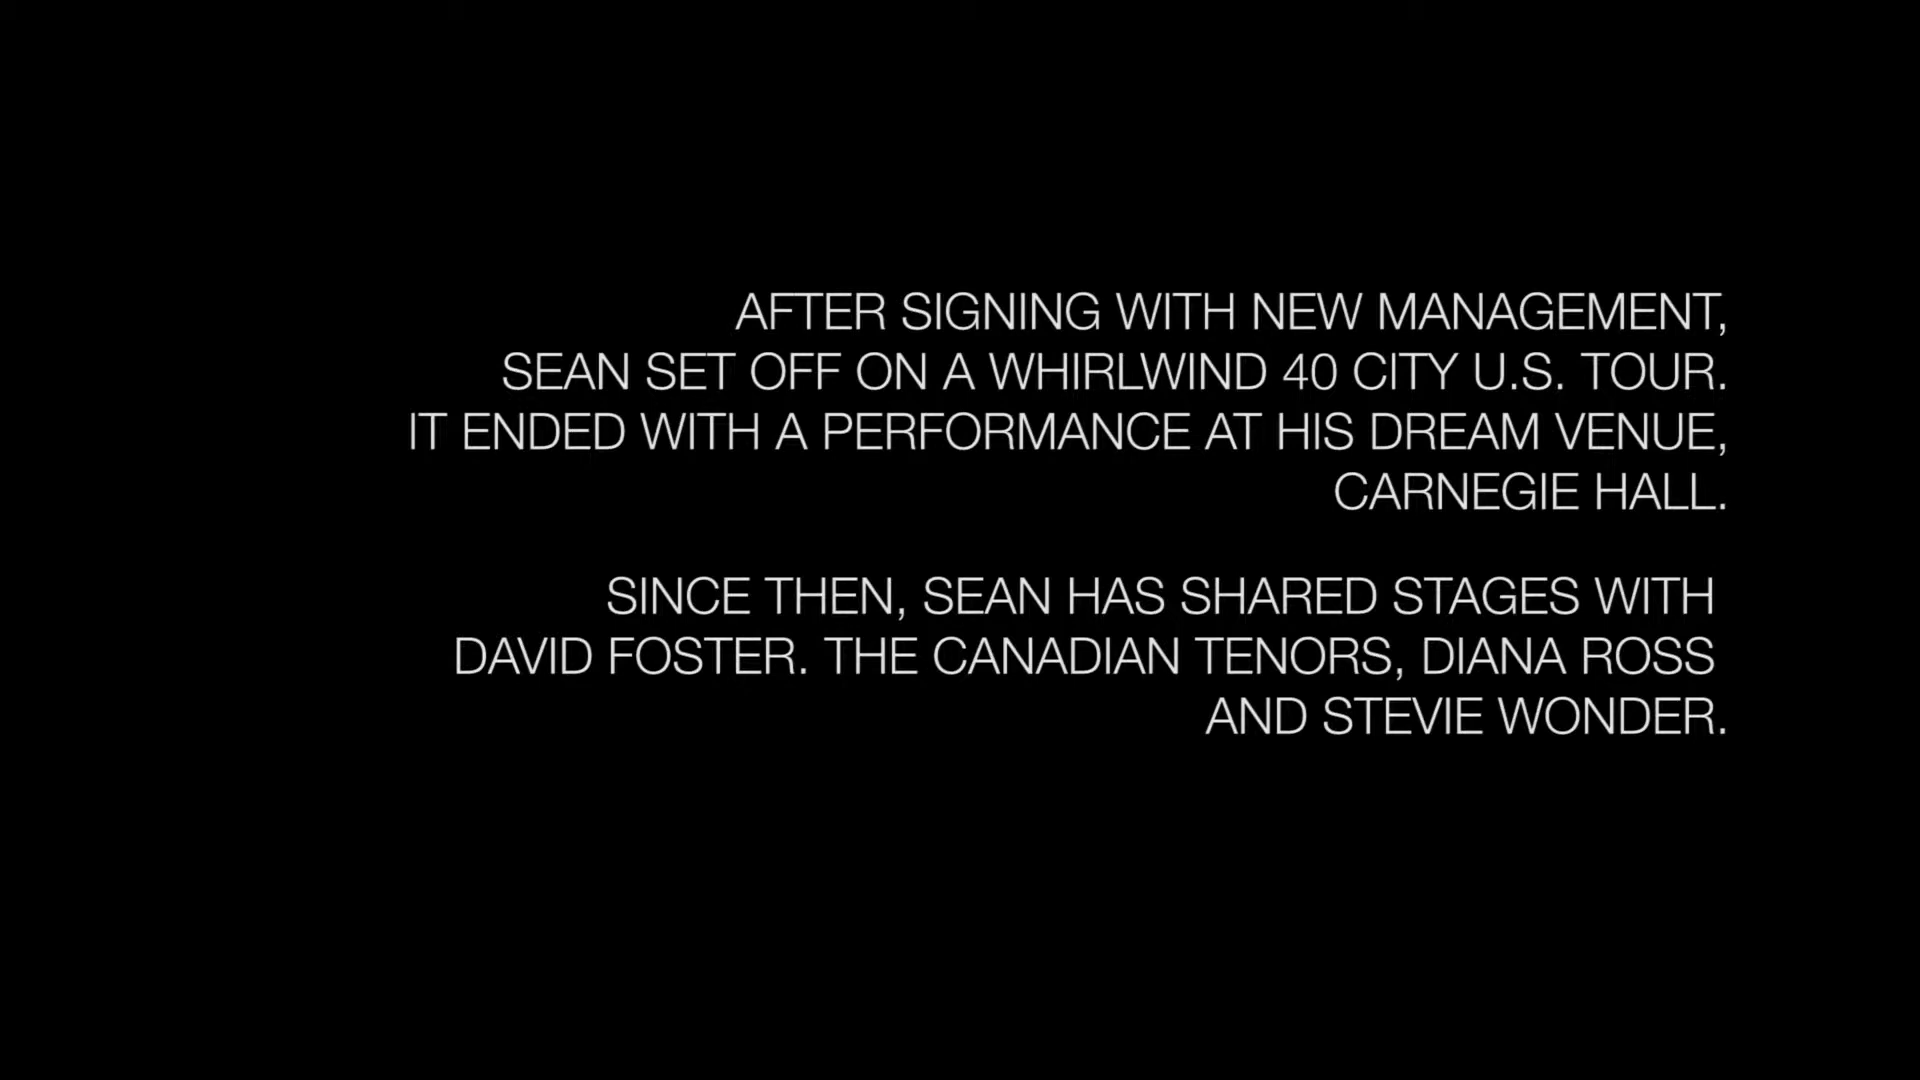 AFTER SIGNING WITH NEW MANAGEMENT,
SEAN SET OFF ON A WHIRLWIND 40 CITY U.S. TOUR.
IT ENDED WITH A PERFORMANCE AT HIS DREAM VENUE,
CARNEGIE HALL.
SINCE THEN, SEAN HAS SHARED STAGES WITH
DAVID FOSTER. THE CANADIAN TENORS, DIANA ROSS
AND STEVIE WONDER.